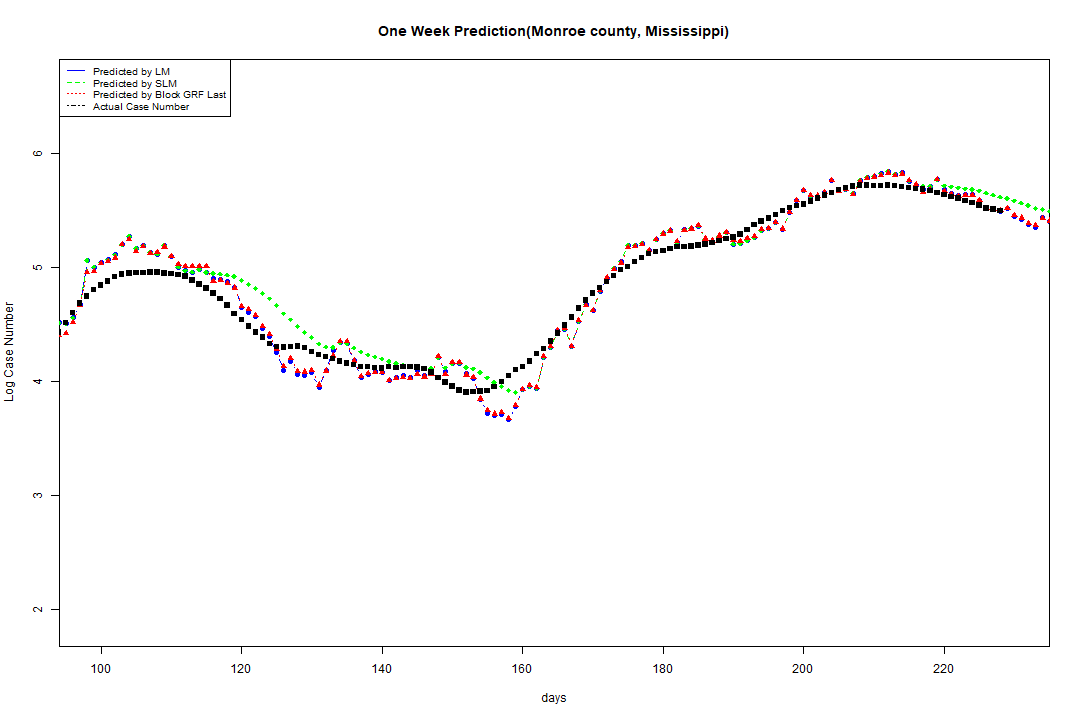 One Week Prediction(Monroe county, Mississippi)
Predicted by LM
Predicted by SLM
Predicted by Block GRF Last
Actual Case Number
6
5
4
3
2
Log Case Number
100 120 140 160 180 200 220
days